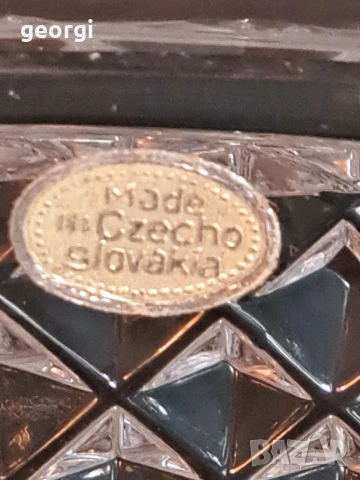 georgi
Made
in Czecho
slovakia
BAZAR